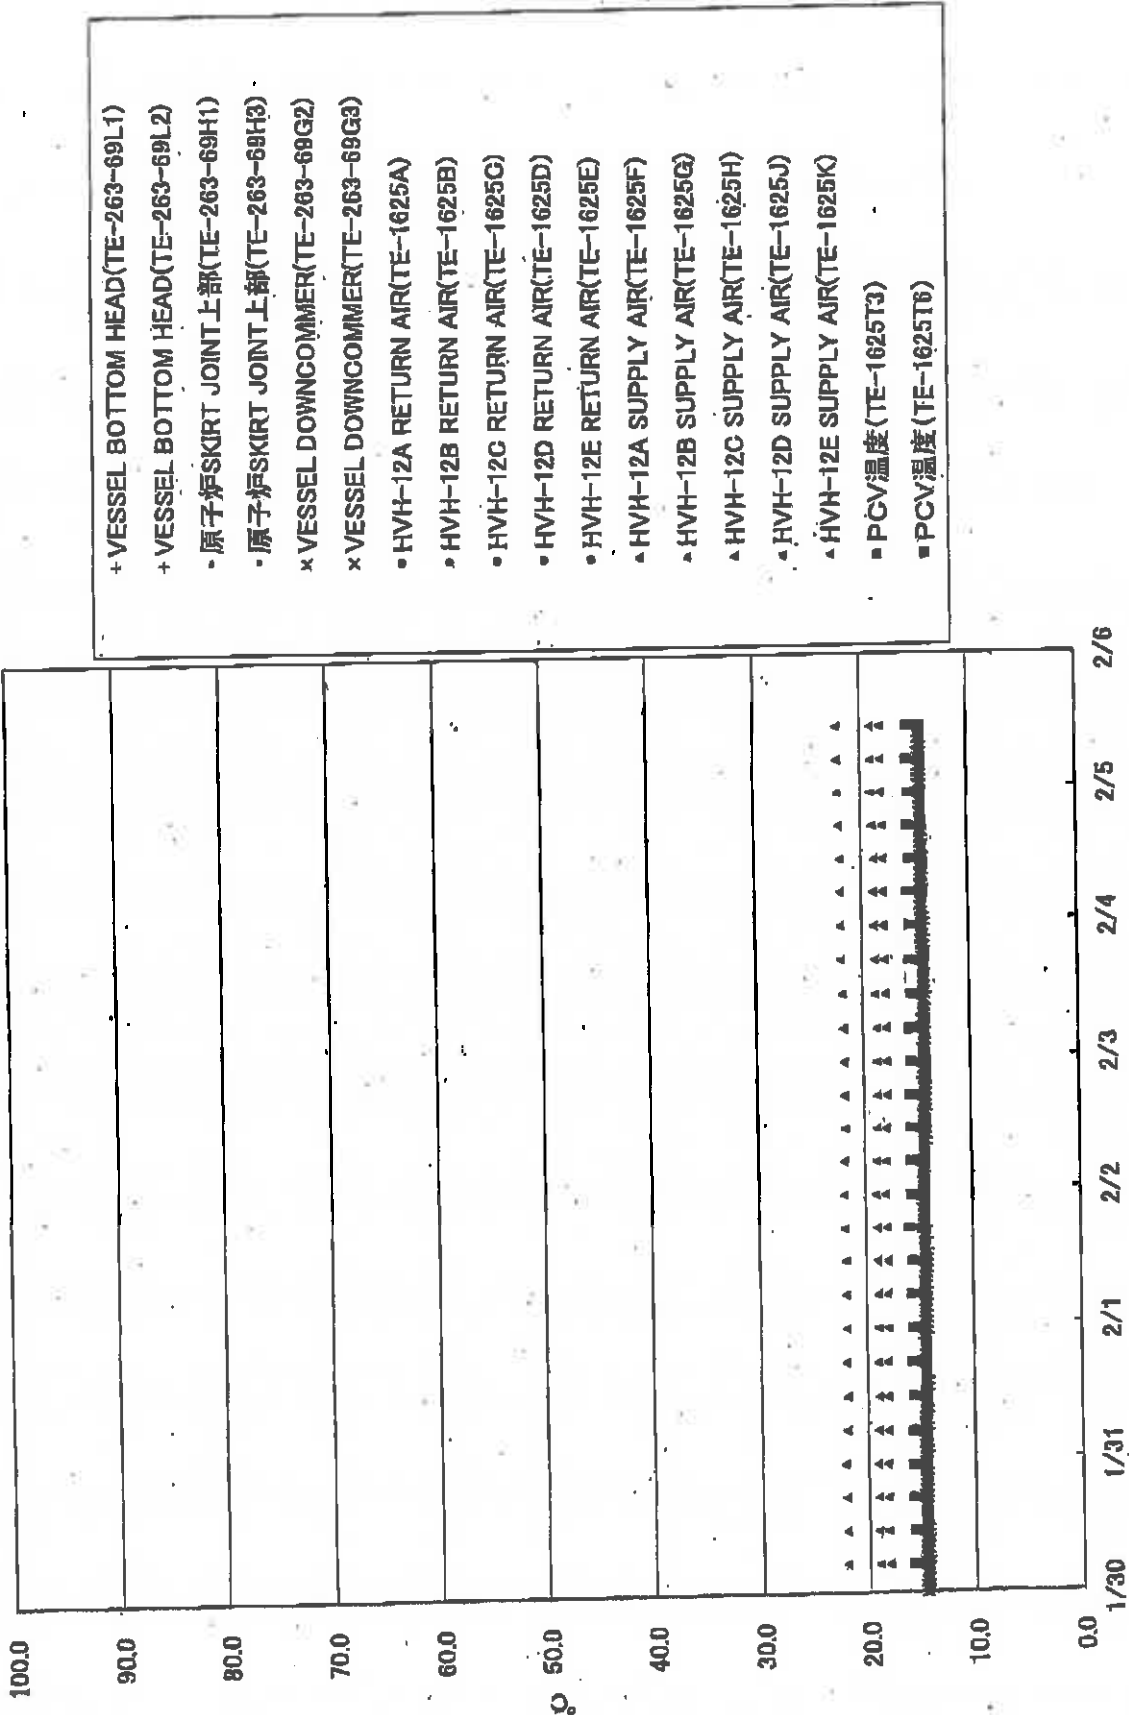 100.0
90.0
80.0
70.0
60.0
50.0
40.0
30.0
20.0
10.0
0.0
℃
1/30
1/31
2/1
2/2
2/3
2/4
2/5
2/6
+ VESSEL BOTTOM HEAD(TE-263-69L1)
+ VESSEL BOTTOM HEAD(TE-263-69L2)
- 原子炉SKIRT JOINT上部(TE-263-69H1)
- 原子炉SKIRT JOINT上部(TE-263-69H3)
× VESSEL DOWNCOMMER(TE-263-69G2)
× VESSEL DOWNCOMMER(TE-263-69G3)
● HVH-12A RETURN AIR(TE-1625A)
● HVH-12B RETURN AIR(TE-1625B)
● HVH-12C RETURN AIR(TE-1625C)
● HVH-12D RETURN AIR(TE-1625D)
● HVH-12E RETURN AIR(TE-1625E)
▲ HVH-12A SUPPLY AIR(TE-1625F)
▲ HVH-12B SUPPLY AIR(TE-1625G)
▲ HVH-12C SUPPLY AIR(TE-1625H)
▲ HVH-12D SUPPLY AIR(TE-1625J)
▲ HVH-12E SUPPLY AIR(TE-1625K)
■ PCV温度(TE-1625T3)
■ PCV温度(TE-1625T6)